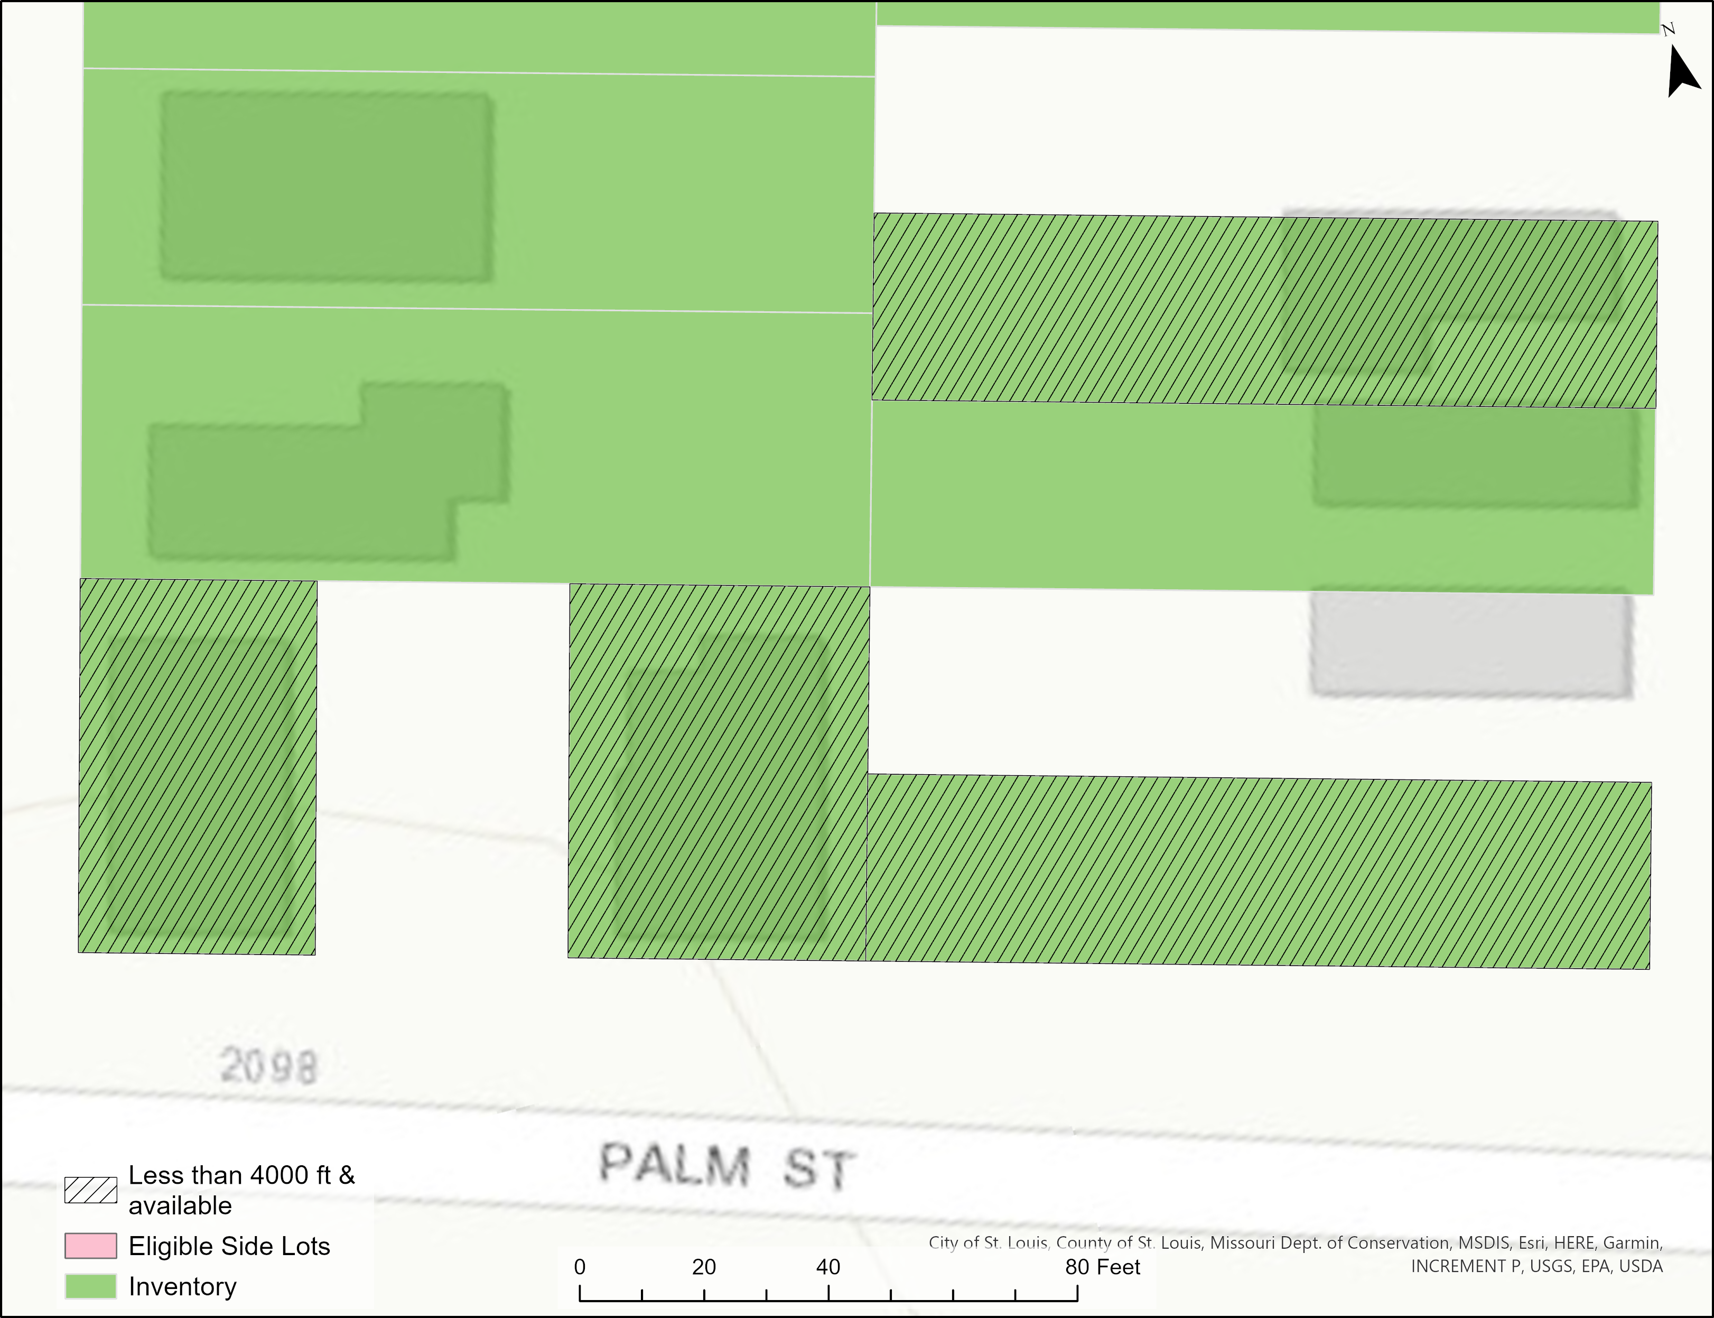 N
2098
PALM ST
Less than 4000 ft &
available
Eligible Side Lots
Inventory
0 20 40 80 Feet
City of St. Louis, County of St. Louis, Missouri Dept. of Conservation, MSDIS, Esri, HERE, Garmin,
INCREMENT P, USGS, EPA, USDA